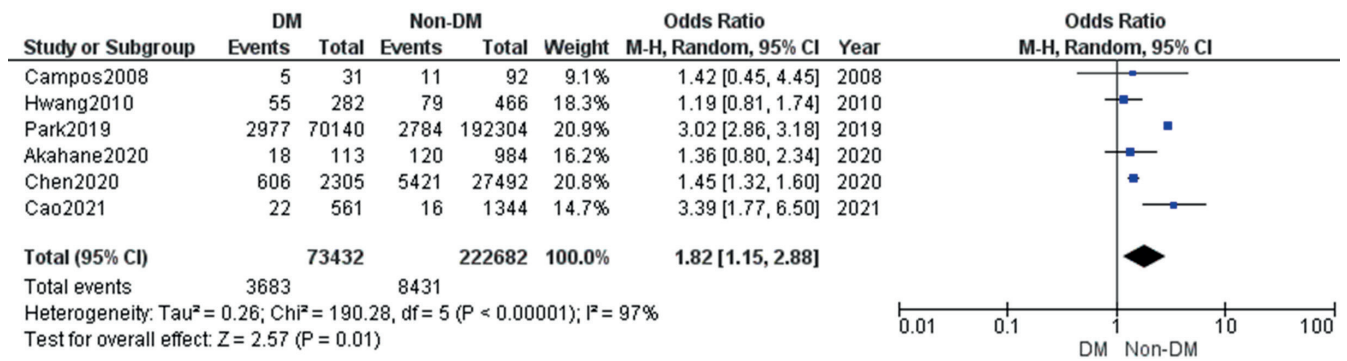 DM Non-DM Odds Ratio Odds Ratio
Study or Subgroup Events Total Events Total Weight M-H, Random, 95% CI Year M-H, Random, 95% CI
Campos2008 5 31 11 92 9.1% 1.42 [0.45, 4.45] 2008
Hwang2010 55 282 79 466 18.3% 1.19 [0.81, 1.74] 2010
Park2019 2977 70140 2784 192304 20.9% 3.02 [2.86, 3.18] 2019
Akahane2020 18 113 120 984 16.2% 1.36 [0.80, 2.34] 2020
Chen2020 606 2305 5421 27492 20.8% 1.45 [1.32, 1.60] 2020
Cao2021 22 561 16 1344 14.7% 3.39 [1.77, 6.50] 2021
Total (95% CI) 73432 222682 100.0% 1.82 [1.15, 2.88]
Total events 3683 8431
Heterogeneity: Tau² = 0.26; Chi² = 190.28, df = 5 (P < 0.00001); I² = 97%
Test for overall effect: Z = 2.57 (P = 0.01)
0.01 0.1 1 10 100
DM Non-DM